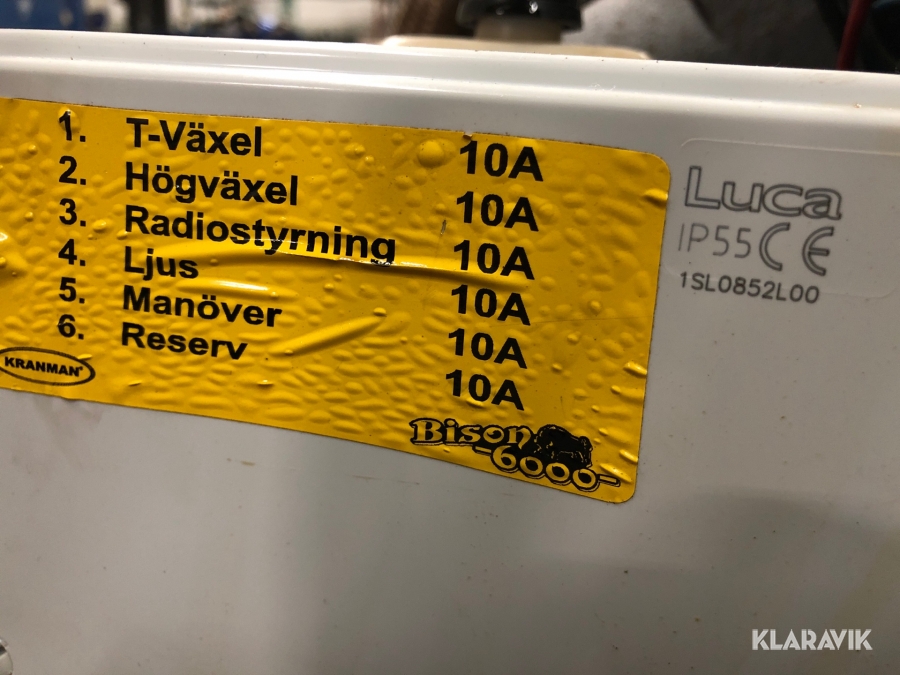 1. T-Växel 10A
2. Högväxel 10A
3. Radiostyrning 10A
4. Ljus 10A
5. Manöver 10A
6. Reserv 10A
KRANMAN®
Bison
-6000-
Luca
IP55 CE
1SL0852L00
KLARAVIK